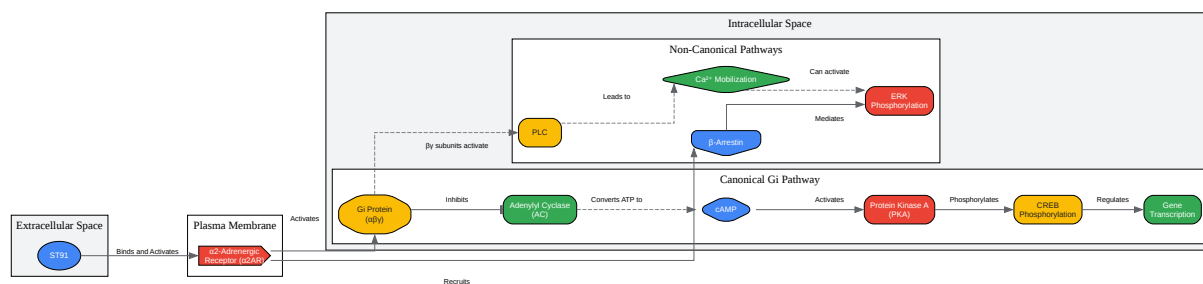 Intracellular Space
Non-Canonical Pathways
Ca²⁺ Mobilization
Can activate
ERK
Phosphorylation
Leads to
Mediates
PLC
β-Arrestin
βγ subunits activate
Canonical Gi Pathway
Gi Protein
(αβγ)
Inhibits
Adenylyl Cyclase
(AC)
Converts ATP to
cAMP
Activates
Protein Kinase A
(PKA)
Phosphorylates
CREB
Phosphorylation
Regulates
Gene
Transcription
Extracellular Space
ST91
Binds and Activates
Plasma Membrane
α2-Adrenergic
Receptor (α2AR)
Activates
Recruits